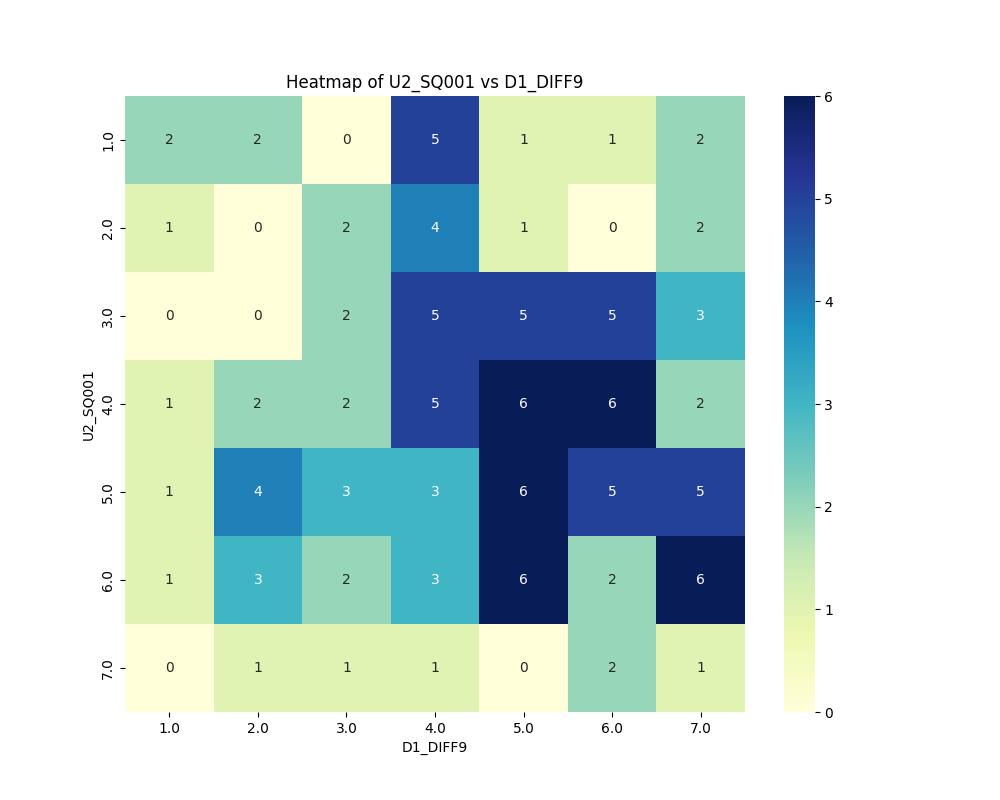 Heatmap of U2_SQ001 vs D1_DIFF9
6
1.0 2 2 0 5 1 1 2
5
2.0 1 0 2 4 1 0 2
4
3.0 0 0 2 5 5 5 3
3
U2_SQ001
4.0 1 2 2 5 6 6 2
2
5.0 1 4 3 3 6 5 5
6.0 1 3 2 3 6 2 6
1
7.0 0 1 1 1 0 2 1
0
1.0 2.0 3.0 4.0 5.0 6.0 7.0
D1_DIFF9